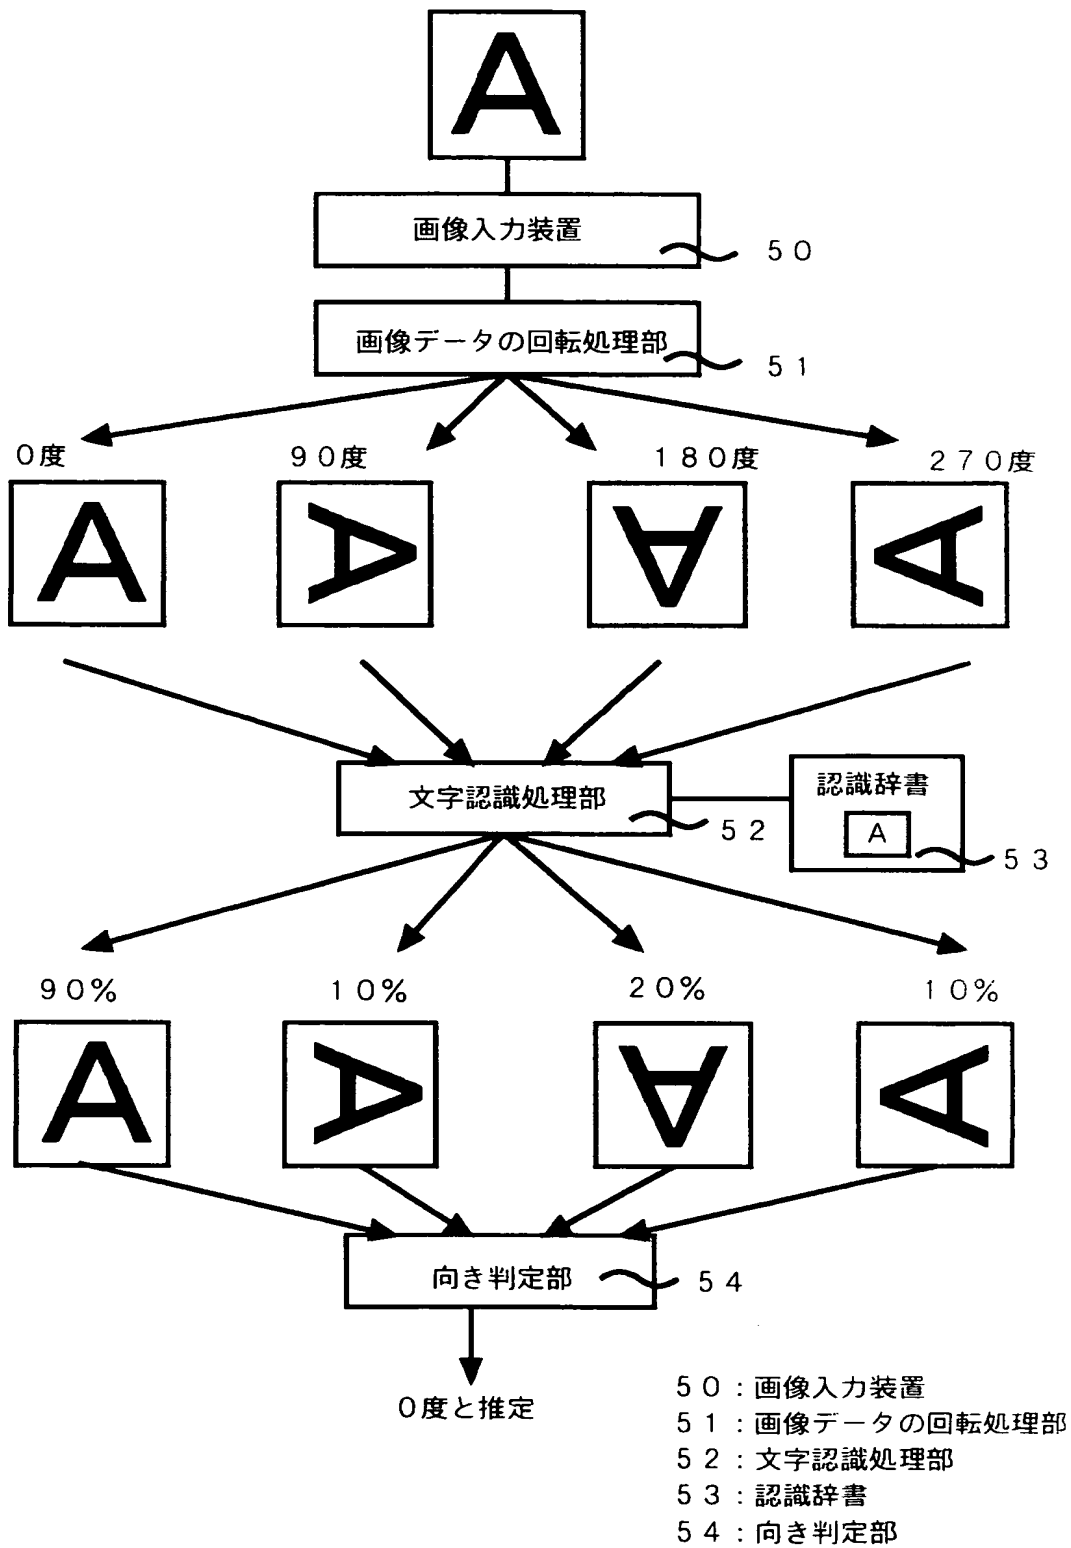 A
画像入力装置
50
画像データの回転処理部
51
0度 90度 180度 270度
A A A A
文字認識処理部
52
認識辞書
A
53
90% 10% 20% 10%
A A A A
向き判定部
54
0度と推定
50:画像入力装置
51:画像データの回転処理部
52:文字認識処理部
53:認識辞書
54:向き判定部